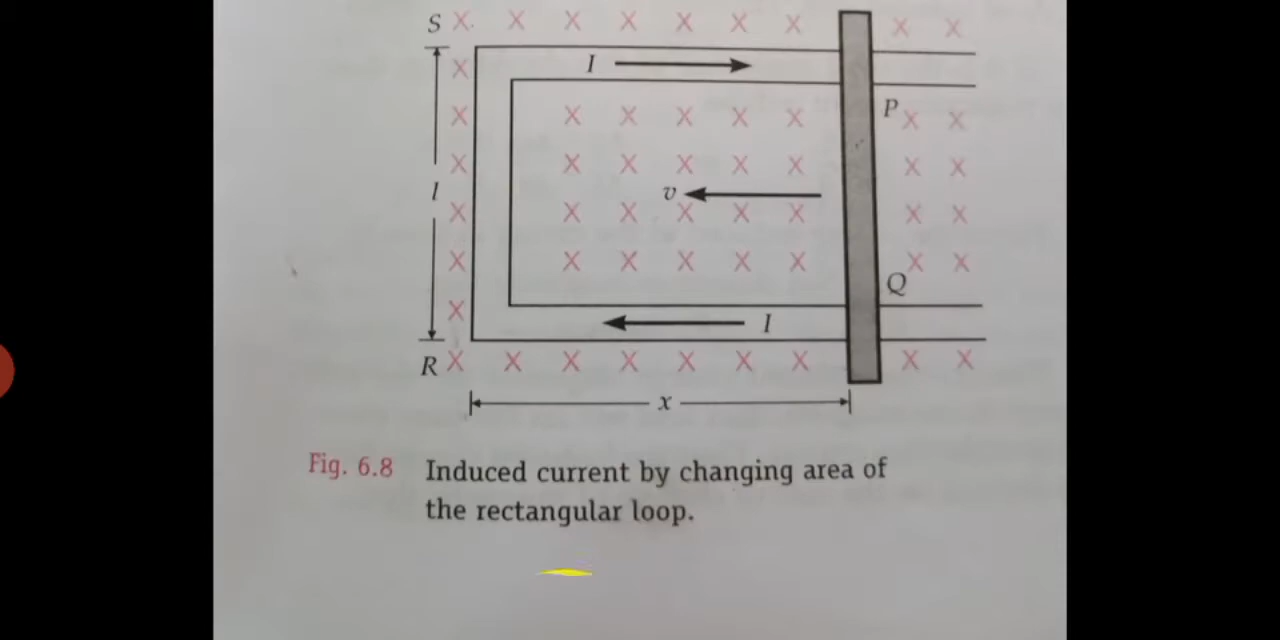 S X X X X X X X X X
X I
X X X X X X P X X
X X X X X X X X
l v
X X X X X X X X
X X X X X X X X
Q
X I
R X X X X X X X X X
x
Fig. 6.8 Induced current by changing area of
the rectangular loop.